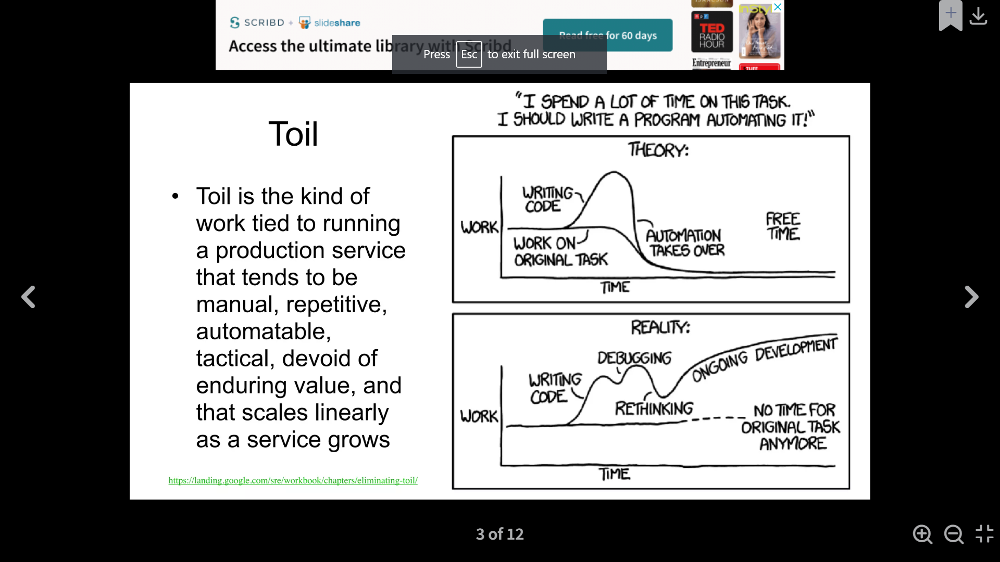 SCRIBD + slideshare
Access the ultimate library with Scribd.
Read free for 60 days
TED
RADIO
HOUR
InSty
Entrepreneur
TUFF
Press Esc to exit full screen
Toil
• Toil is the kind of
work tied to running
a production service
that tends to be
manual, repetitive,
automatable,
tactical, devoid of
enduring value, and
that scales linearly
as a service grows
https://landing.google.com/sre/workbook/chapters/eliminating-toil/
"I SPEND A LOT OF TIME ON THIS TASK.
I SHOULD WRITE A PROGRAM AUTOMATING IT!"
THEORY:
WRITING
CODE
WORK
WORK ON
ORIGINAL TASK
AUTOMATION
TAKES OVER
FREE
TIME
TIME
REALITY:
WRITING
CODE
DEBUGGING
RETHINKING
ONGOING DEVELOPMENT
WORK
NO TIME FOR
ORIGINAL TASK
ANYMORE
TIME
3 of 12